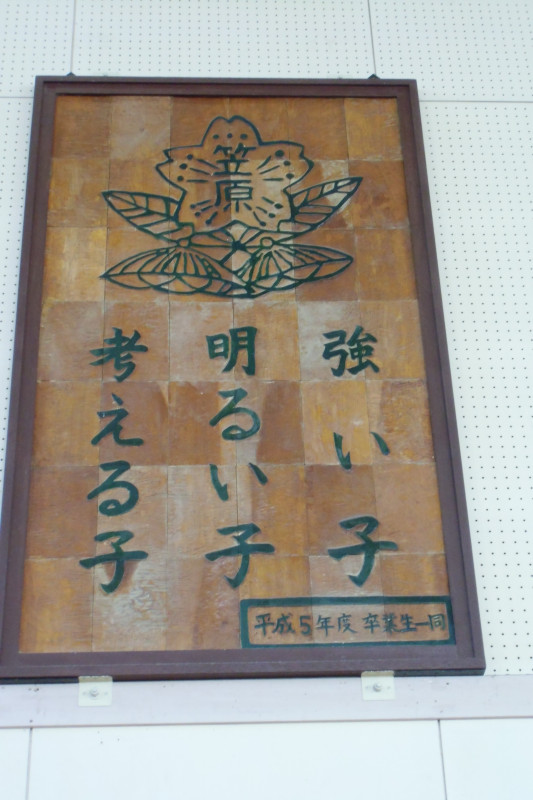 笠原
強い子
明るい子
考える子
平成5年度 卒業生一同